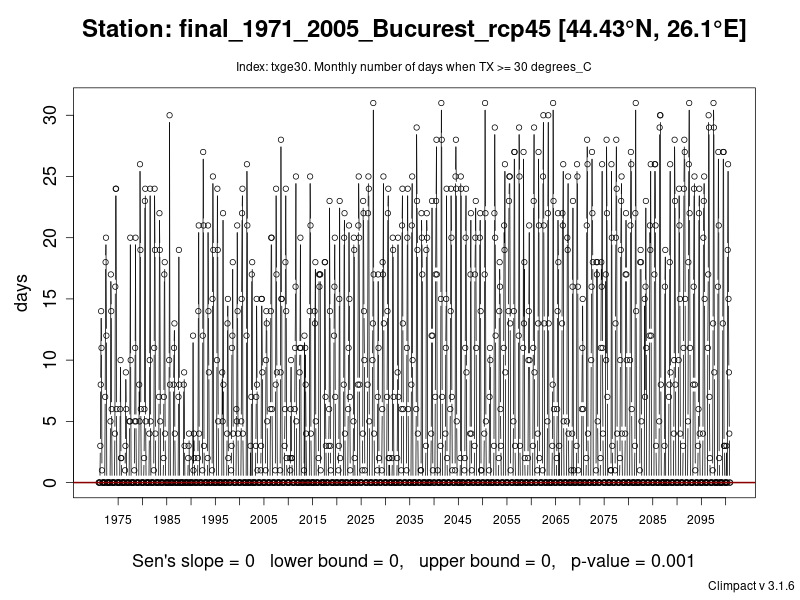 Station: final_1971_2005_Bucurest_rcp45 [44.43°N, 26.1°E]
Index: txge30. Monthly number of days when TX >= 30 degrees_C
days
30
25
20
15
10
5
0
1975 1985 1995 2005 2015 2025 2035 2045 2055 2065 2075 2085 2095
Sen's slope = 0 lower bound = 0, upper bound = 0, p-value = 0.001
Climpact v 3.1.6